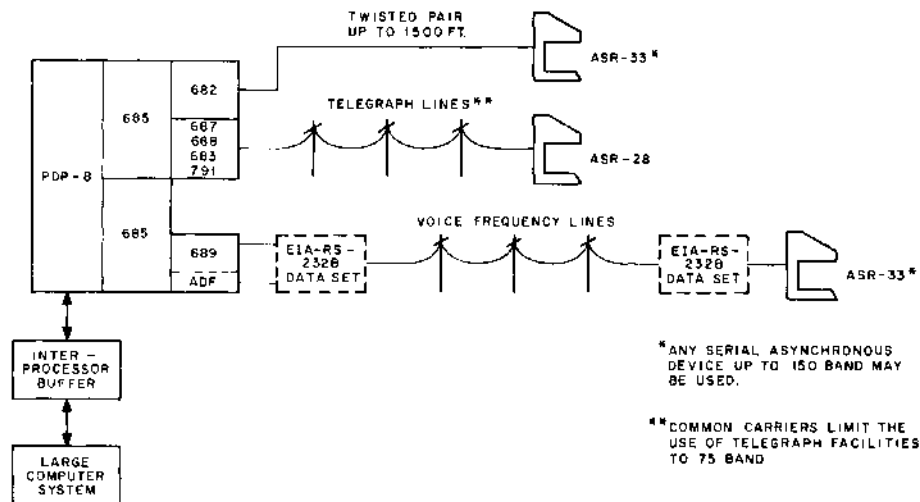 TWISTED PAIR
UP TO 1500 FT.
ASR-33*
682
685
TELEGRAPH LINES**
687
668
683
791
ASR-28
PDP-8
685
VOICE FREQUENCY LINES
689
ADF
EIA-RS-
232B
DATA SET
EIA-RS-
232B
DATA SET
ASR-33*
INTER-
PROCESSOR
BUFFER
LARGE
COMPUTER
SYSTEM
*ANY SERIAL ASYNCHRONOUS
DEVICE UP TO 150 BAND MAY
BE USED.
**COMMON CARRIERS LIMIT THE
USE OF TELEGRAPH FACILITIES
TO 75 BAND